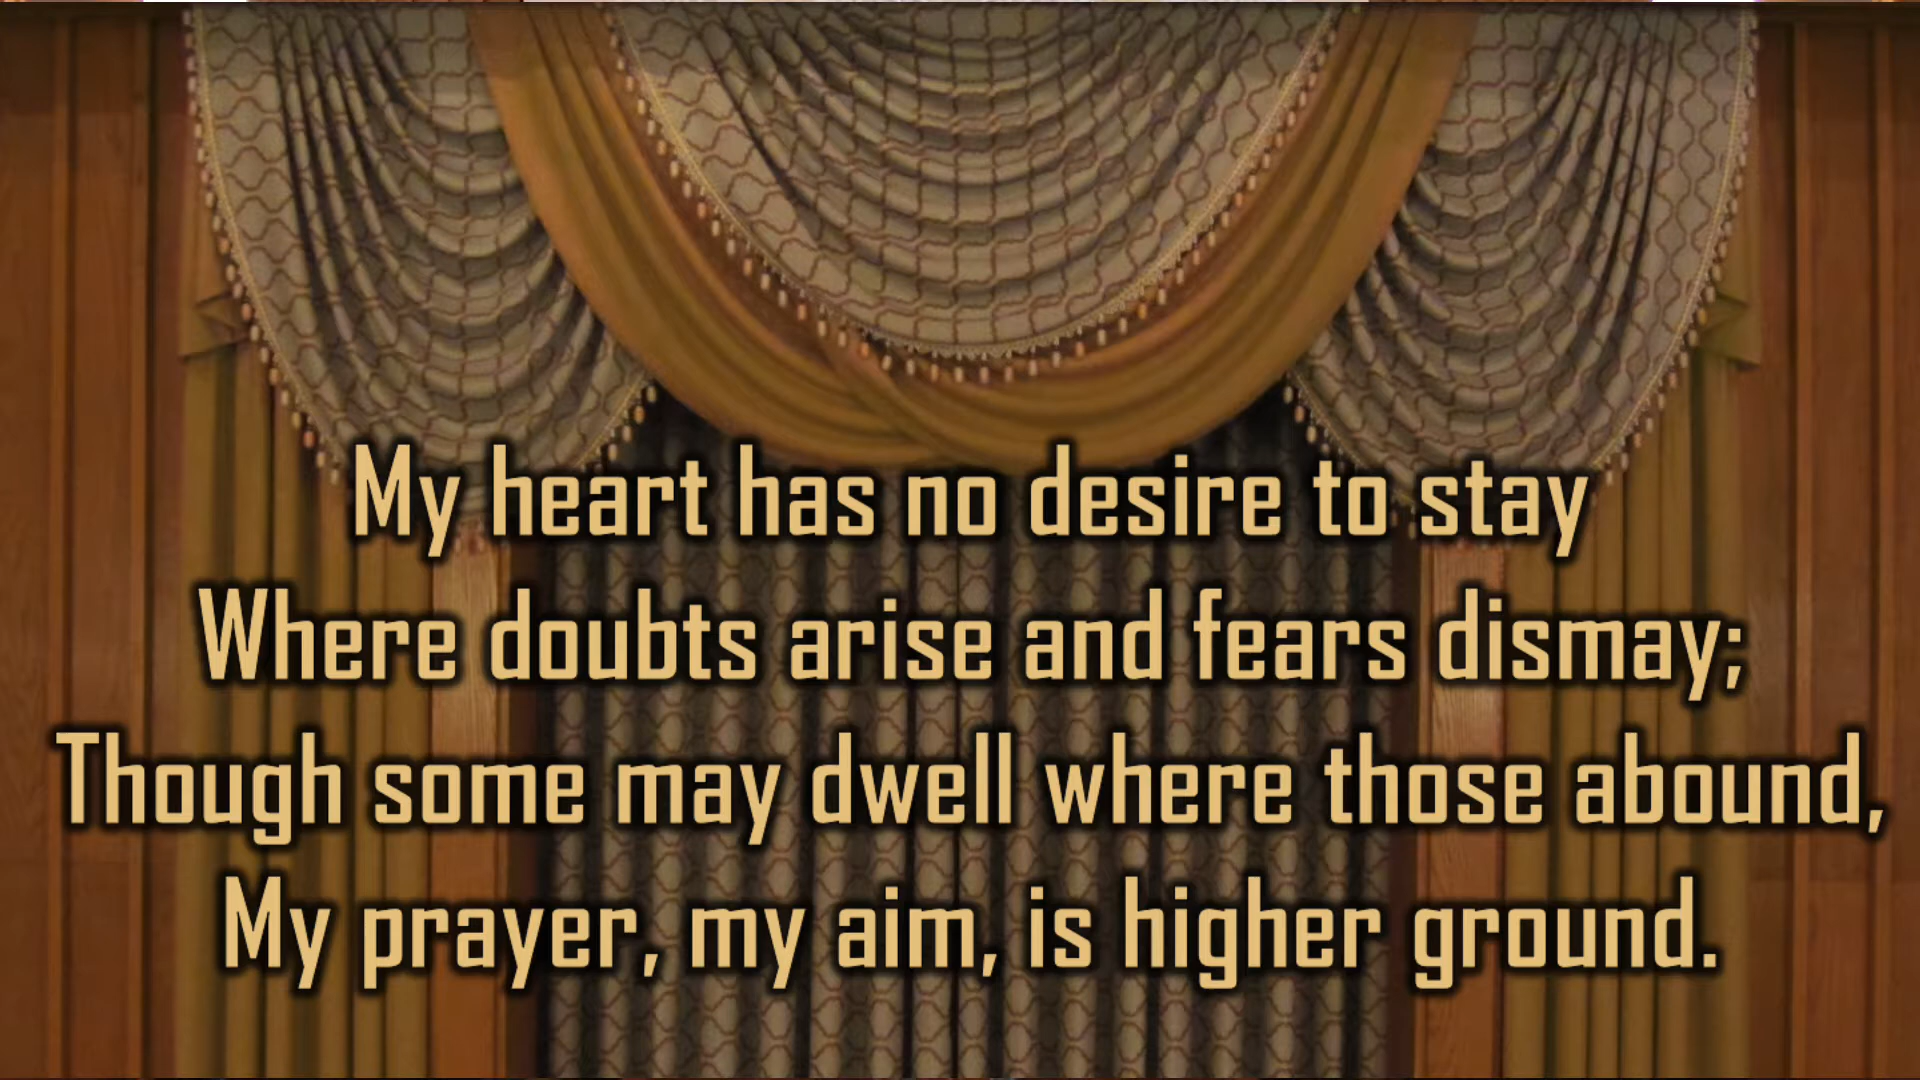 My heart has no desire to stay
Where doubts arise and fears dismay;
Though some may dwell where those abound,
My prayer, my aim, is higher ground.